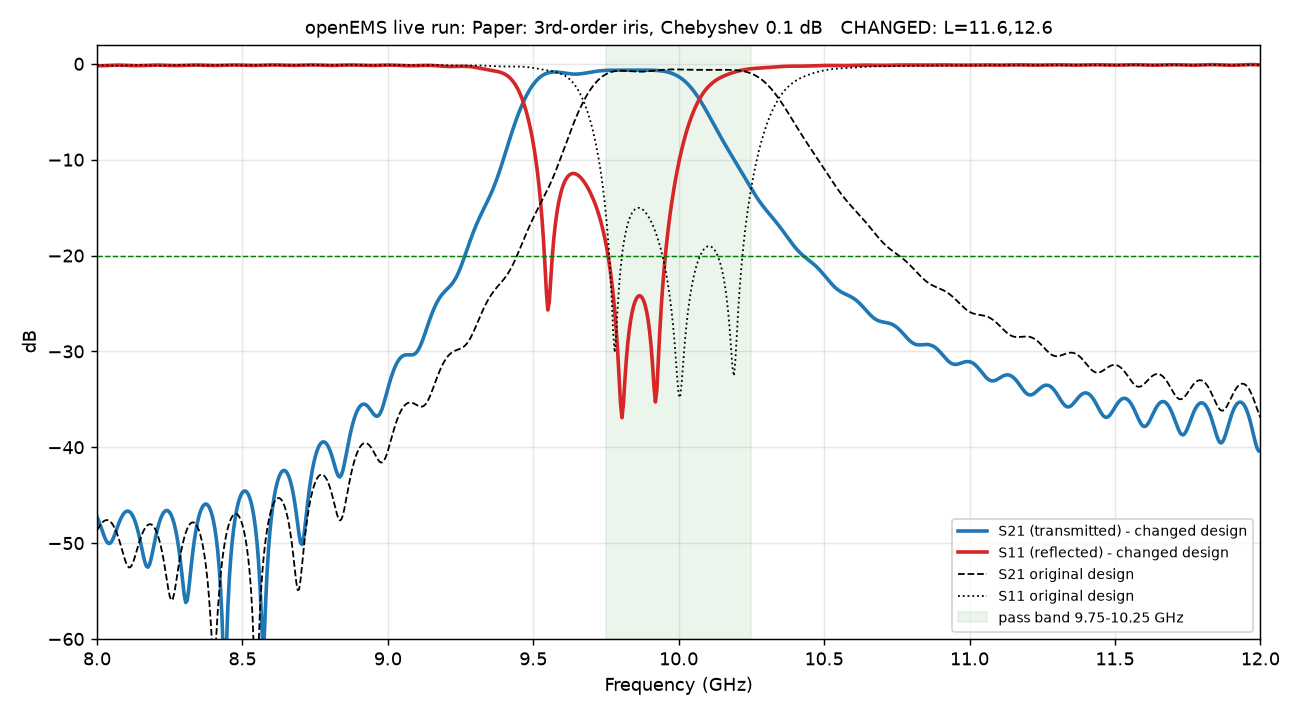 openEMS live run: Paper: 3rd-order iris, Chebyshev 0.1 dB   CHANGED: L=11.6,12.6
0
−10
−20
−30
−40
−50
−60
dB
8.0 8.5 9.0 9.5 10.0 10.5 11.0 11.5 12.0
Frequency (GHz)
S21 (transmitted) - changed design
S11 (reflected) - changed design
S21 original design
S11 original design
pass band 9.75-10.25 GHz